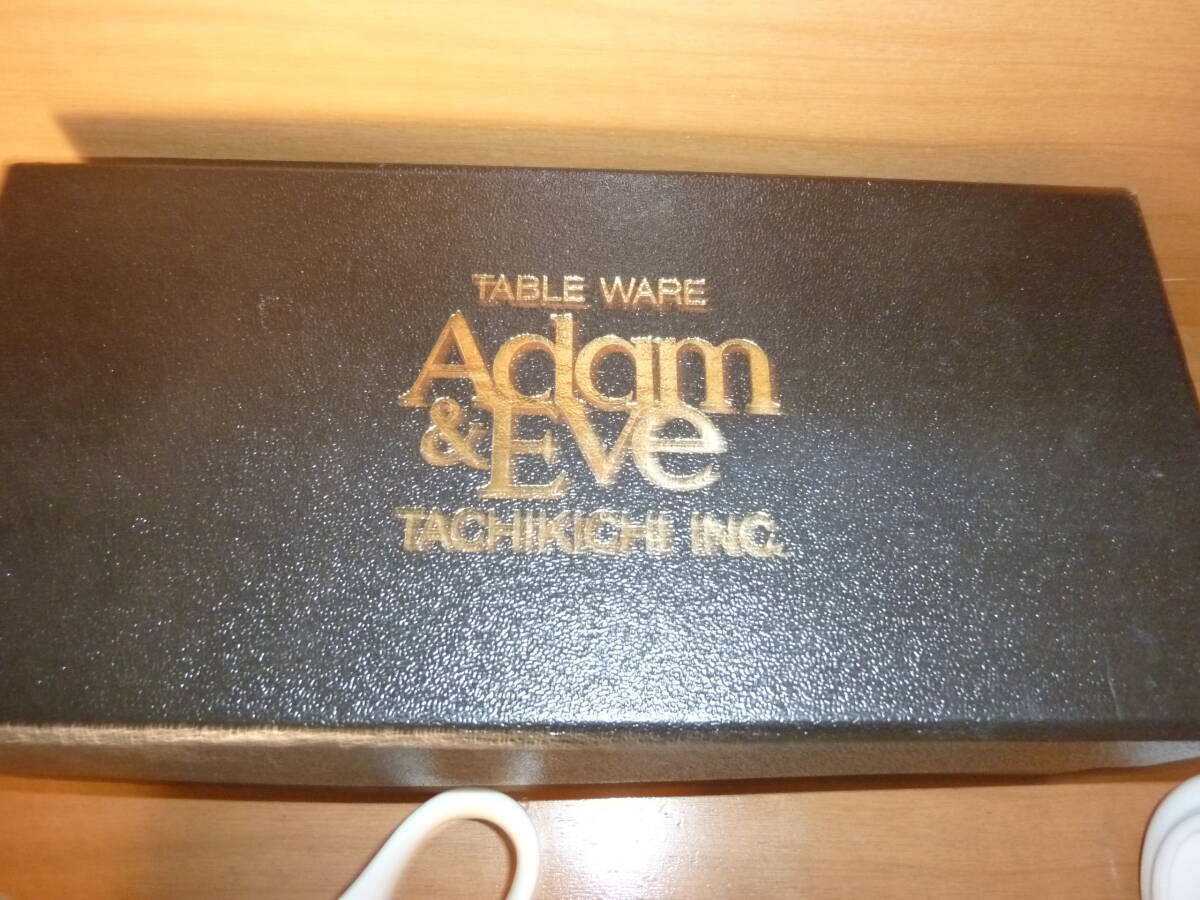 TABLE WARE
Adam
& Eve
TACHIKICHI INC.